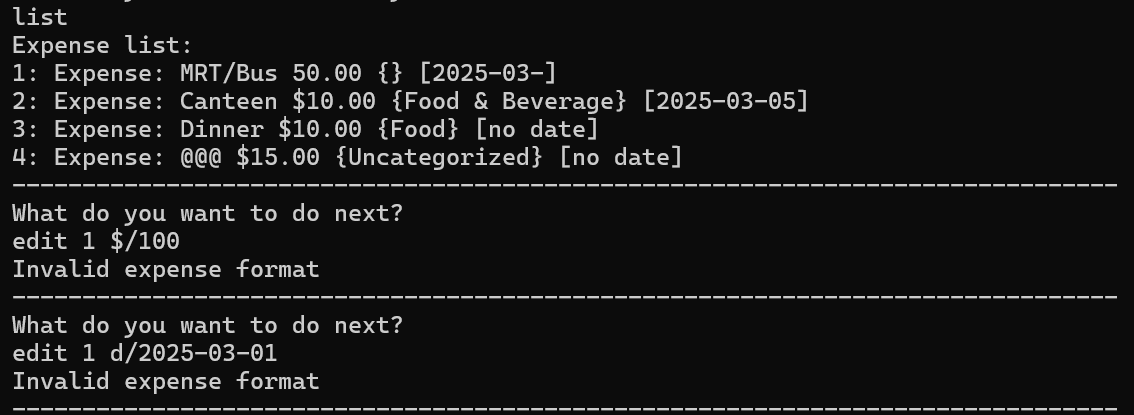 list
Expense list:
1: Expense: MRT/Bus 50.00 {} [2025-03-]
2: Expense: Canteen $10.00 {Food & Beverage} [2025-03-05]
3: Expense: Dinner $10.00 {Food} [no date]
4: Expense: @@@ $15.00 {Uncategorized} [no date]
--------------------------------------------------------------------------------
What do you want to do next?
edit 1 $/100
Invalid expense format
--------------------------------------------------------------------------------
What do you want to do next?
edit 1 d/2025-03-01
Invalid expense format
--------------------------------------------------------------------------------